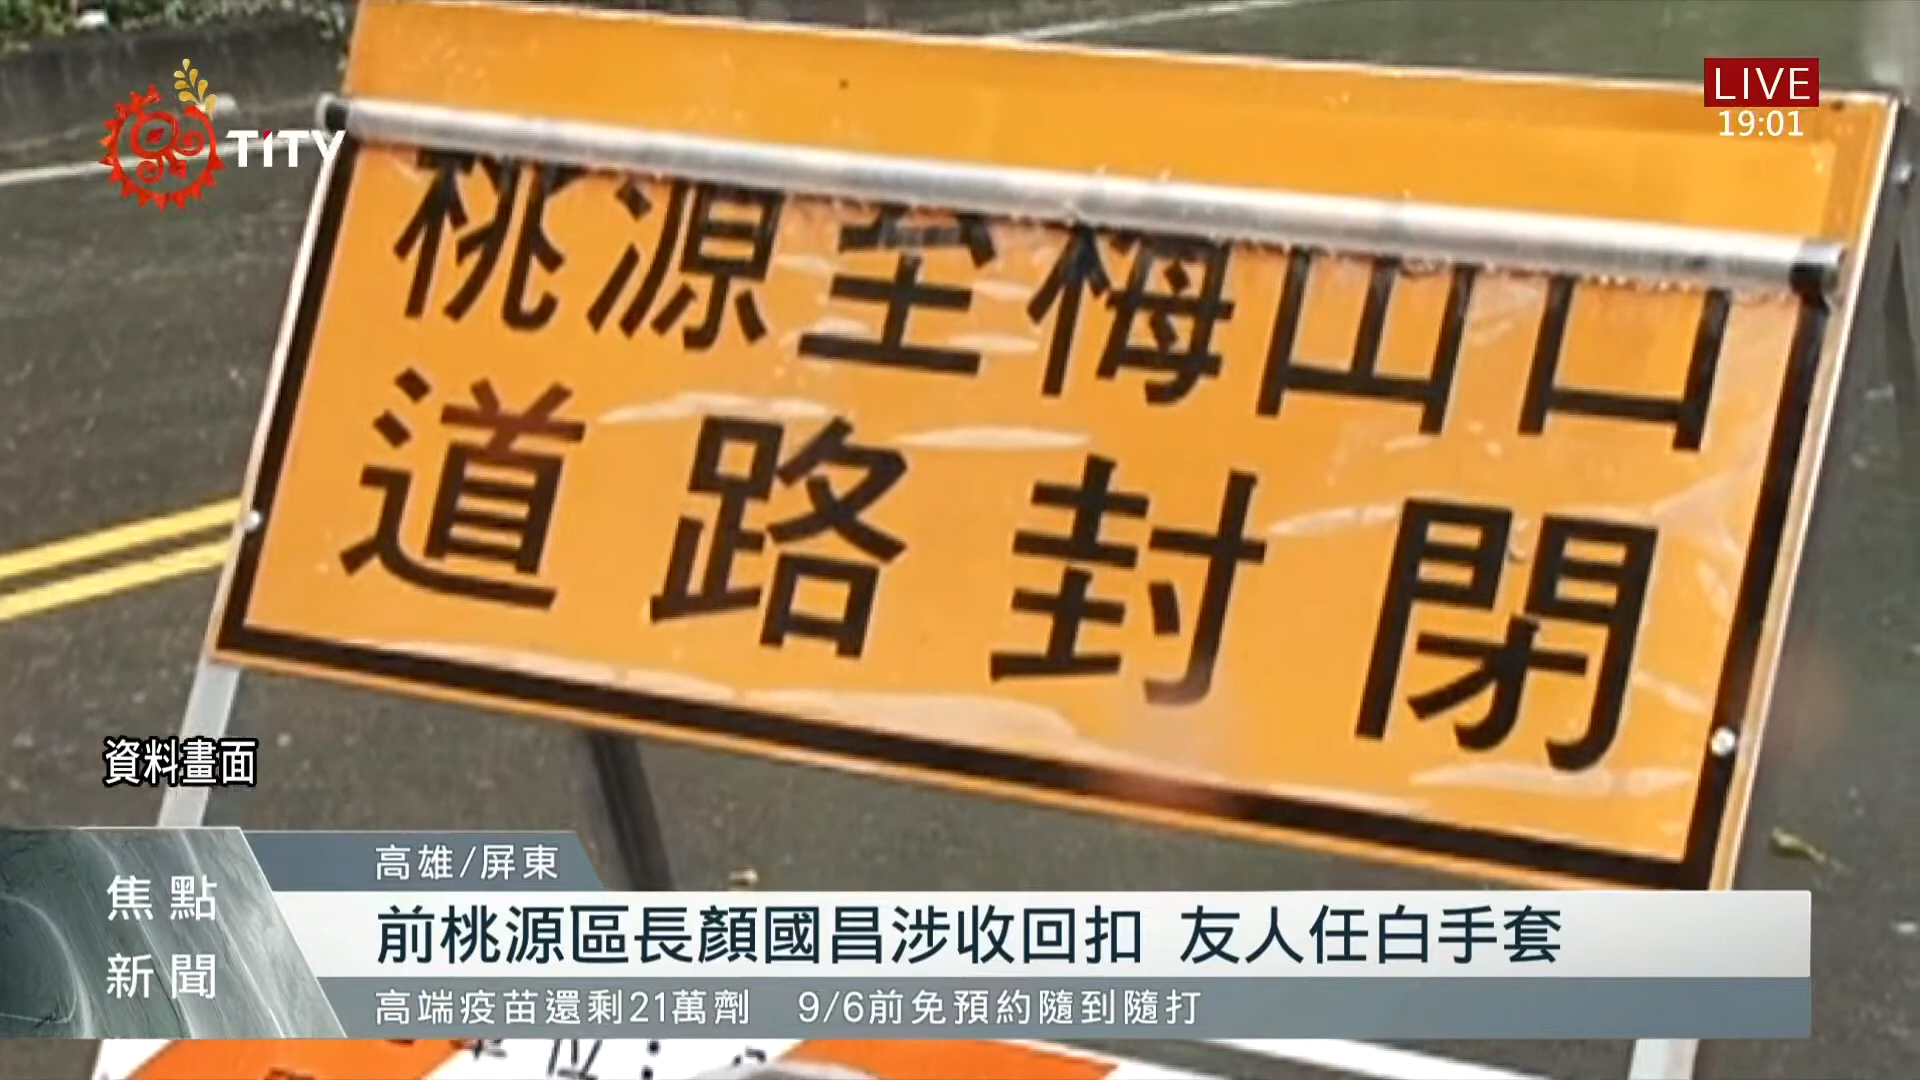 TiTV
LIVE
19:01
桃源至梅山口
道路封閉
資料畫面
焦點
新聞
高雄/屏東
前桃源區長顏國昌涉收回扣 友人任白手套
高端疫苗還剩21萬劑 9/6前免預約隨到隨打